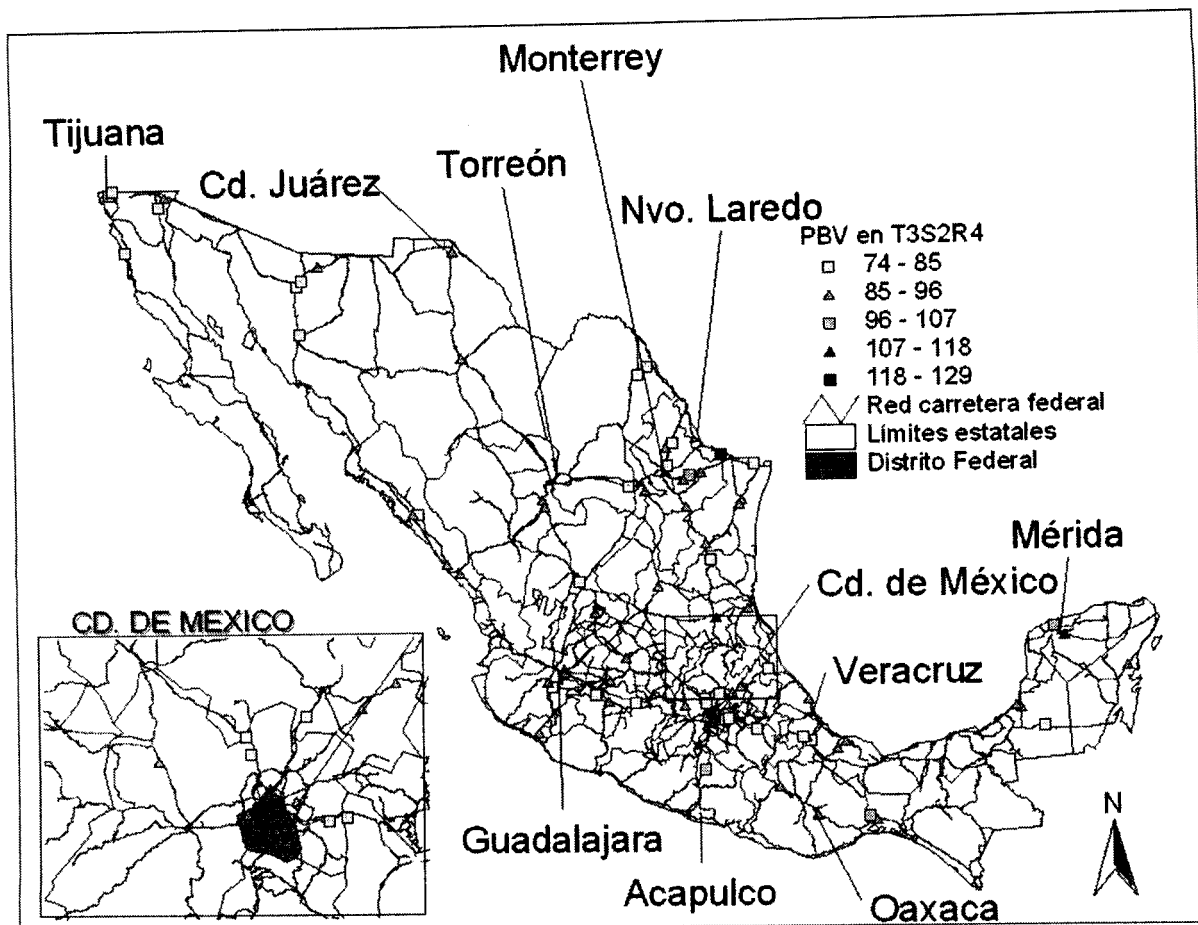 Monterrey
Tijuana
Torreón
Cd. Juárez
Nvo. Laredo
PBV en T3S2R4
74 - 85
85 - 96
96 - 107
107 - 118
118 - 129
Red carretera federal
Límites estatales
Distrito Federal
Mérida
Cd. de México
CD. DE MEXICO
Veracruz
N
Guadalajara
Acapulco
Oaxaca